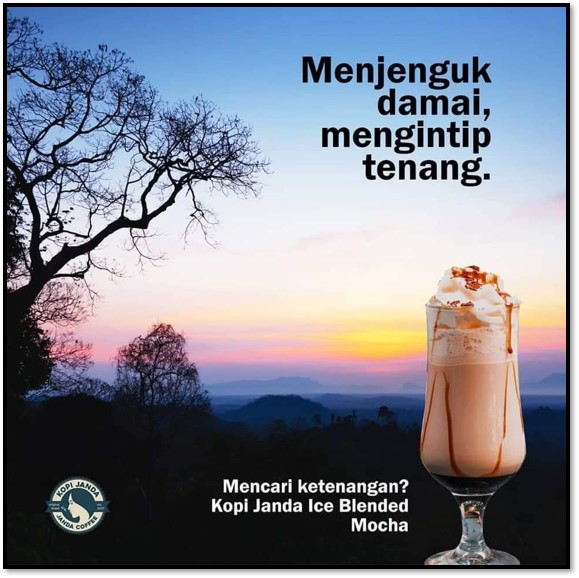 Menjenguk
damai,
mengintip
tenang.
Mencari ketenangan?
Kopi Janda Ice Blended
Mocha
KOPI JANDA
JANDA COFFEE